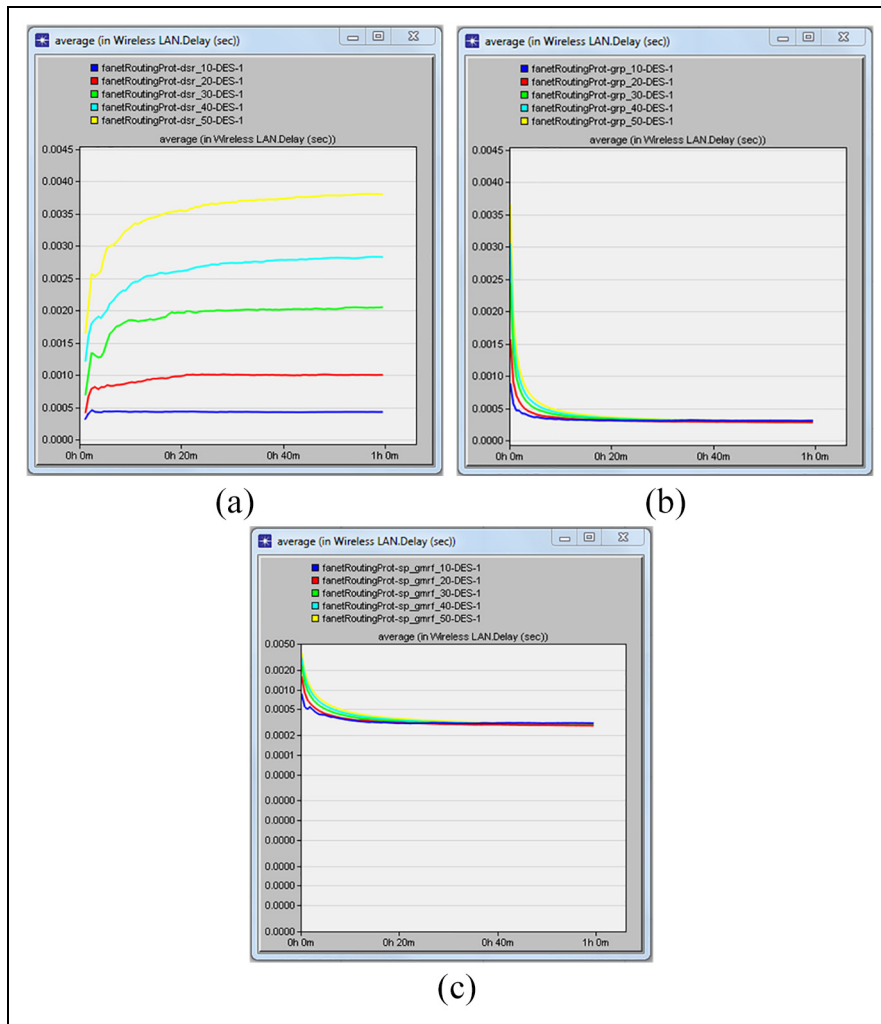 average (in Wireless LAN.Delay (sec))
fanetRoutingProt-dsr_10-DES-1
fanetRoutingProt-dsr_20-DES-1
fanetRoutingProt-dsr_30-DES-1
fanetRoutingProt-dsr_40-DES-1
fanetRoutingProt-dsr_50-DES-1
average (in Wireless LAN.Delay (sec))
0.0045
0.0040
0.0035
0.0030
0.0025
0.0020
0.0015
0.0010
0.0005
0.0000
0h 0m
0h 20m
0h 40m
1h 0m
(a)
average (in Wireless LAN.Delay (sec))
fanetRoutingProt-grp_10-DES-1
fanetRoutingProt-grp_20-DES-1
fanetRoutingProt-grp_30-DES-1
fanetRoutingProt-grp_40-DES-1
fanetRoutingProt-grp_50-DES-1
average (in Wireless LAN.Delay (sec))
0.0045
0.0040
0.0035
0.0030
0.0025
0.0020
0.0015
0.0010
0.0005
0.0000
0h 0m
0h 20m
0h 40m
1h 0m
(b)
average (in Wireless LAN.Delay (sec))
fanetRoutingProt-sp_gmrf_10-DES-1
fanetRoutingProt-sp_gmrf_20-DES-1
fanetRoutingProt-sp_gmrf_30-DES-1
fanetRoutingProt-sp_gmrf_40-DES-1
fanetRoutingProt-sp_gmrf_50-DES-1
average (in Wireless LAN.Delay (sec))
0.0050
0.0020
0.0010
0.0005
0.0002
0.0001
0.0000
0.0000
0.0000
0.0000
0.0000
0.0000
0.0000
0h 0m
0h 20m
0h 40m
1h 0m
(c)